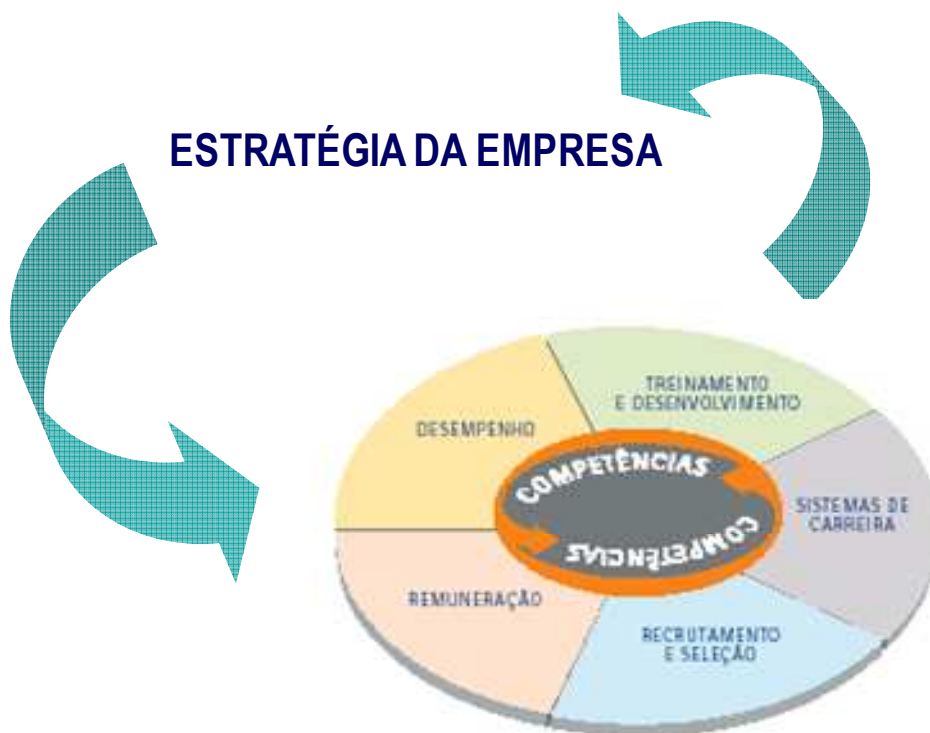 ESTRATÉGIA DA EMPRESA
TREINAMENTO
E DESENVOLVIMENTO
DESEMPENHO
COMPETÊNCIAS
SISTEMAS DE
CARREIRA
COMPETÊNCIAS
REMUNERAÇÃO
RECRUTAMENTO
E SELEÇÃO